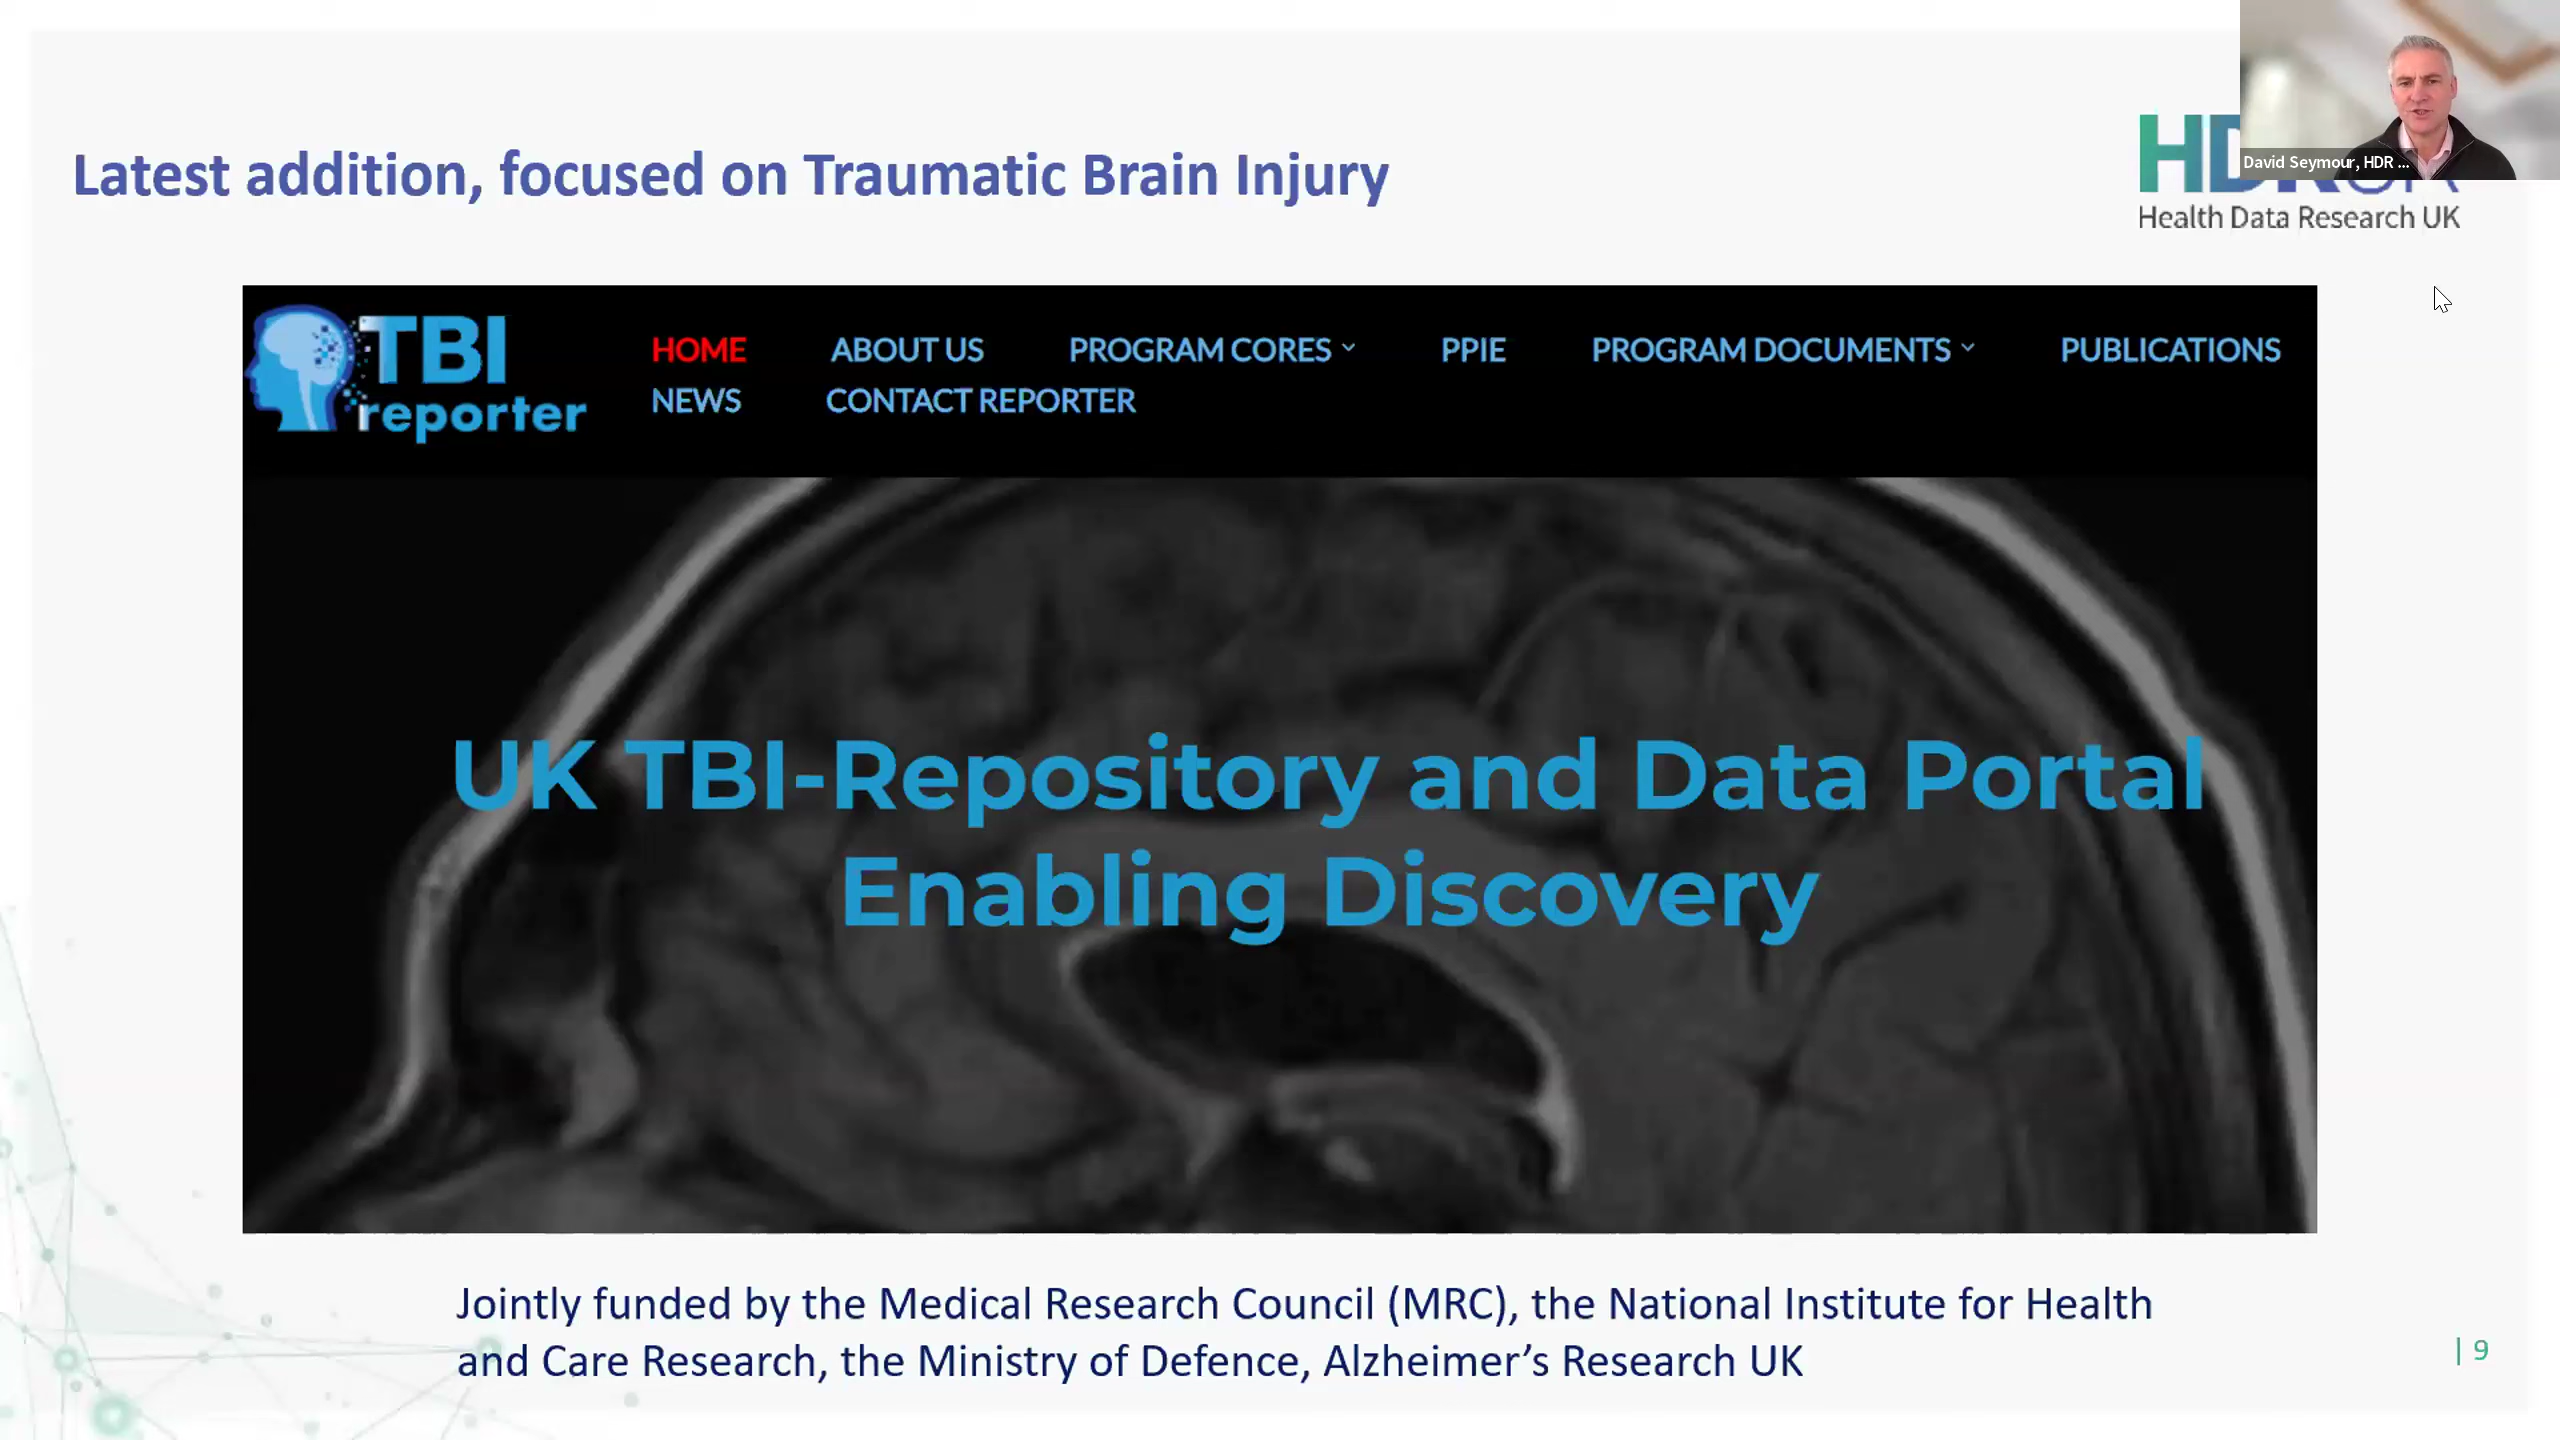 Latest addition, focused on Traumatic Brain Injury
David Seymour, HDR ...
Health Data Research UK
TBI
reporter
HOME ABOUT US PROGRAM CORES PPIE PROGRAM DOCUMENTS PUBLICATIONS
NEWS CONTACT REPORTER
UK TBI-Repository and Data Portal
Enabling Discovery
Jointly funded by the Medical Research Council (MRC), the National Institute for Health
and Care Research, the Ministry of Defence, Alzheimer’s Research UK
| 9